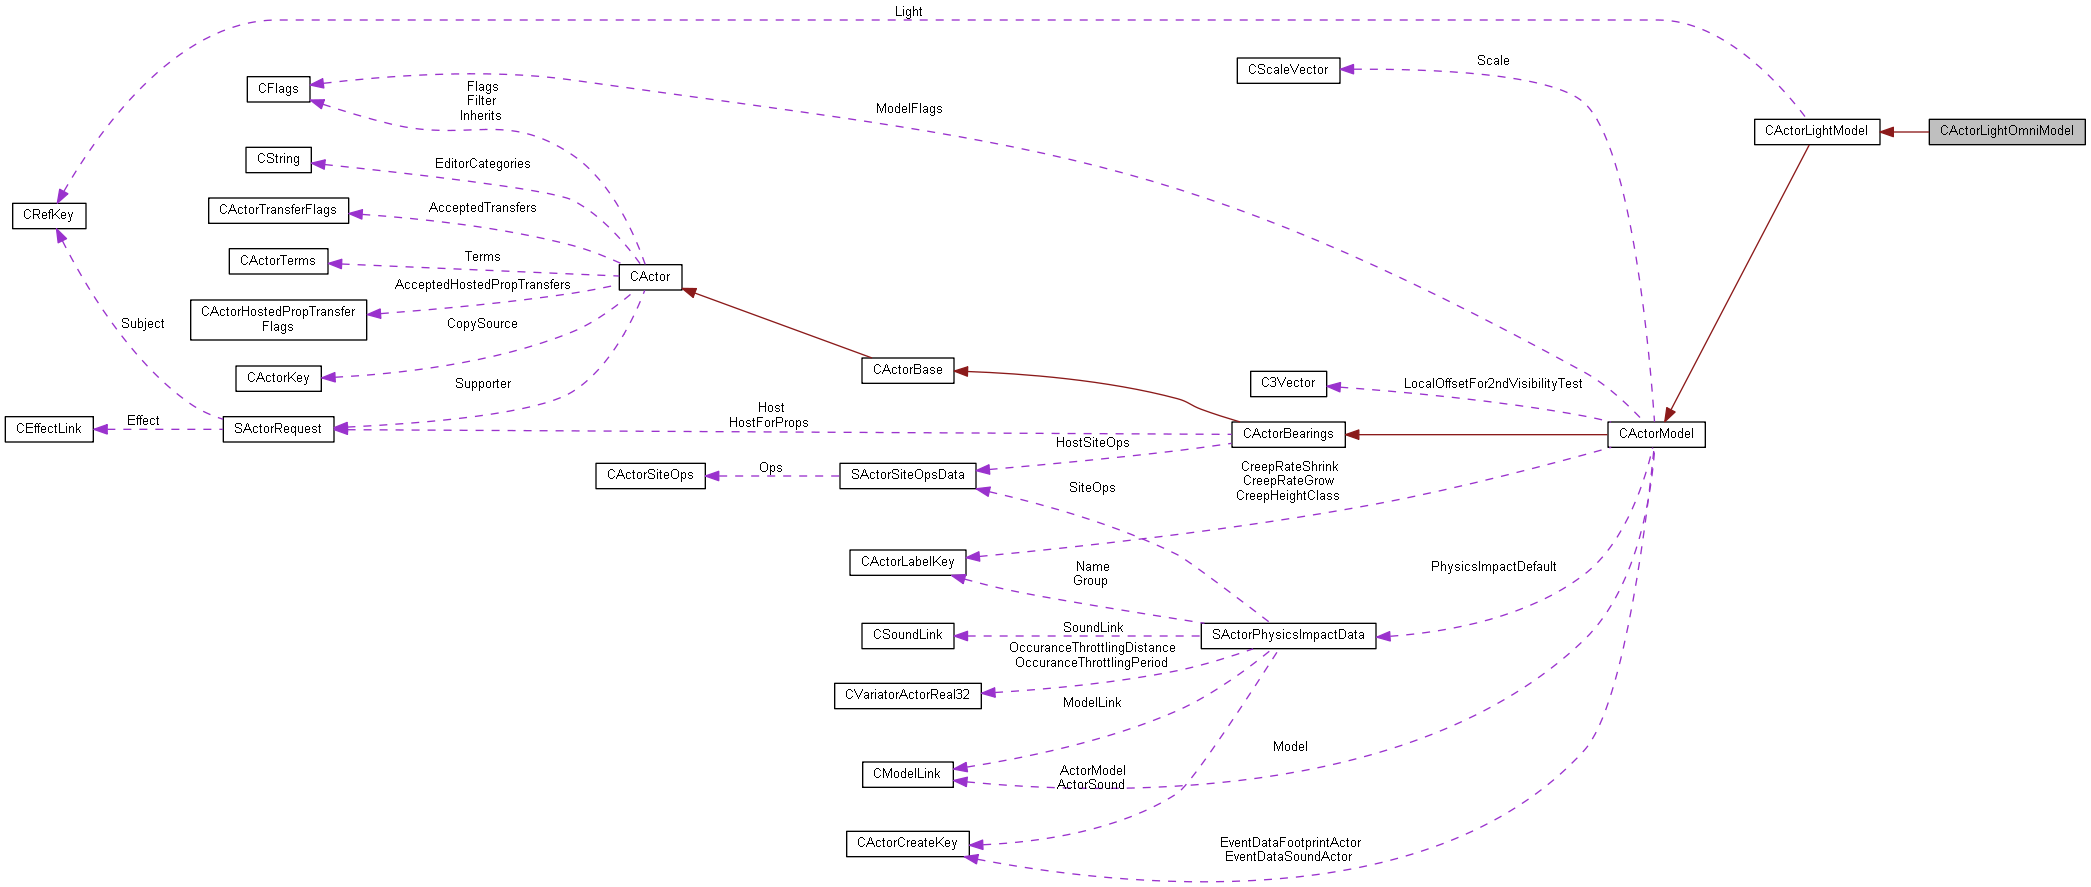 Light
CScaleVector
Scale
CFlags
Flags
Filter
Inherits
ModelFlags
CActorLightModel
CActorLightOmniModel
CString
EditorCategories
CRefKey
CActorTransferFlags
AcceptedTransfers
CActorTerms
Terms
CActor
AcceptedHostedPropTransfers
CActorHostedPropTransfer
Flags
Subject
CopySource
CActorKey
Supporter
CActorBase
C3Vector
LocalOffsetFor2ndVisibilityTest
CEffectLink
Effect
SActorRequest
Host
HostForProps
CActorBearings
CActorModel
HostSiteOps
CActorSiteOps
Ops
SActorSiteOpsData
SiteOps
CreepRateShrink
CreepRateGrow
CreepHeightClass
CActorLabelKey
Name
Group
PhysicsImpactDefault
CSoundLink
SoundLink
SActorPhysicsImpactData
OccuranceThrottlingDistance
OccuranceThrottlingPeriod
CVariatorActorReal32
ModelLink
CModelLink
Model
ActorModel
ActorSound
CActorCreateKey
EventDataFootprintActor
EventDataSoundActor